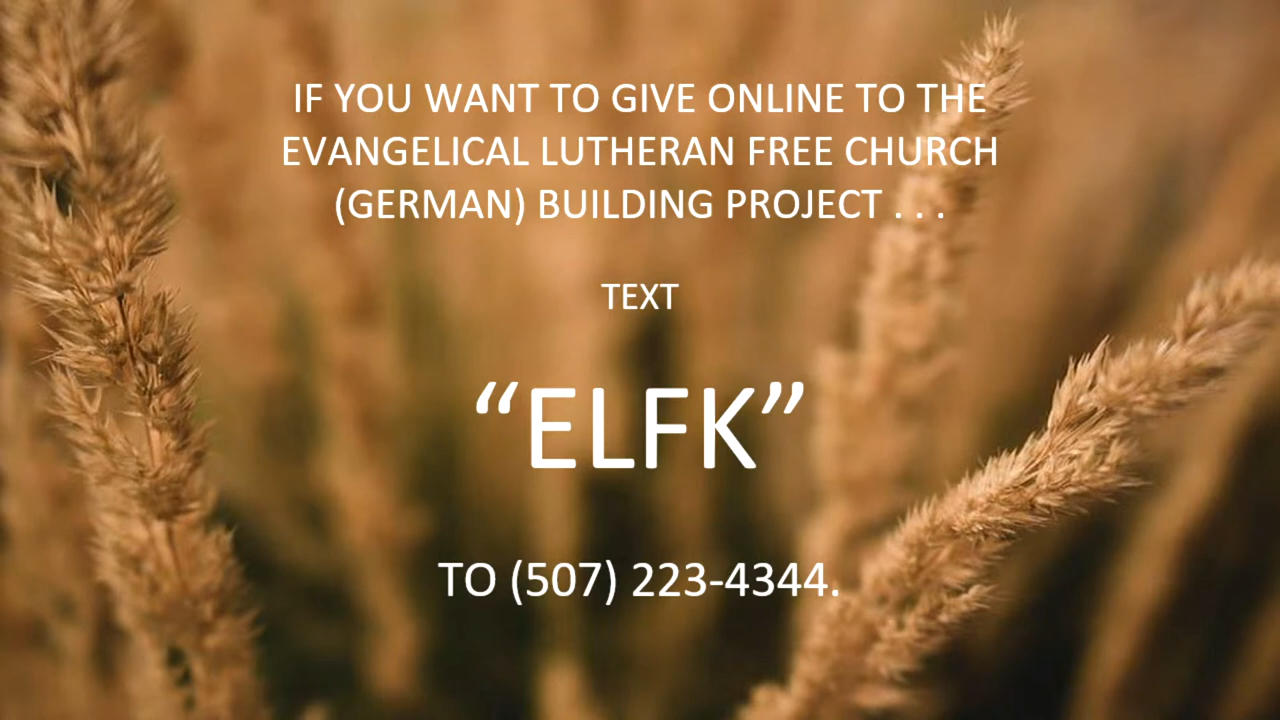 IF YOU WANT TO GIVE ONLINE TO THE
EVANGELICAL LUTHERAN FREE CHURCH
(GERMAN) BUILDING PROJECT . . .
TEXT
“ELFK”
TO (507) 223-4344.